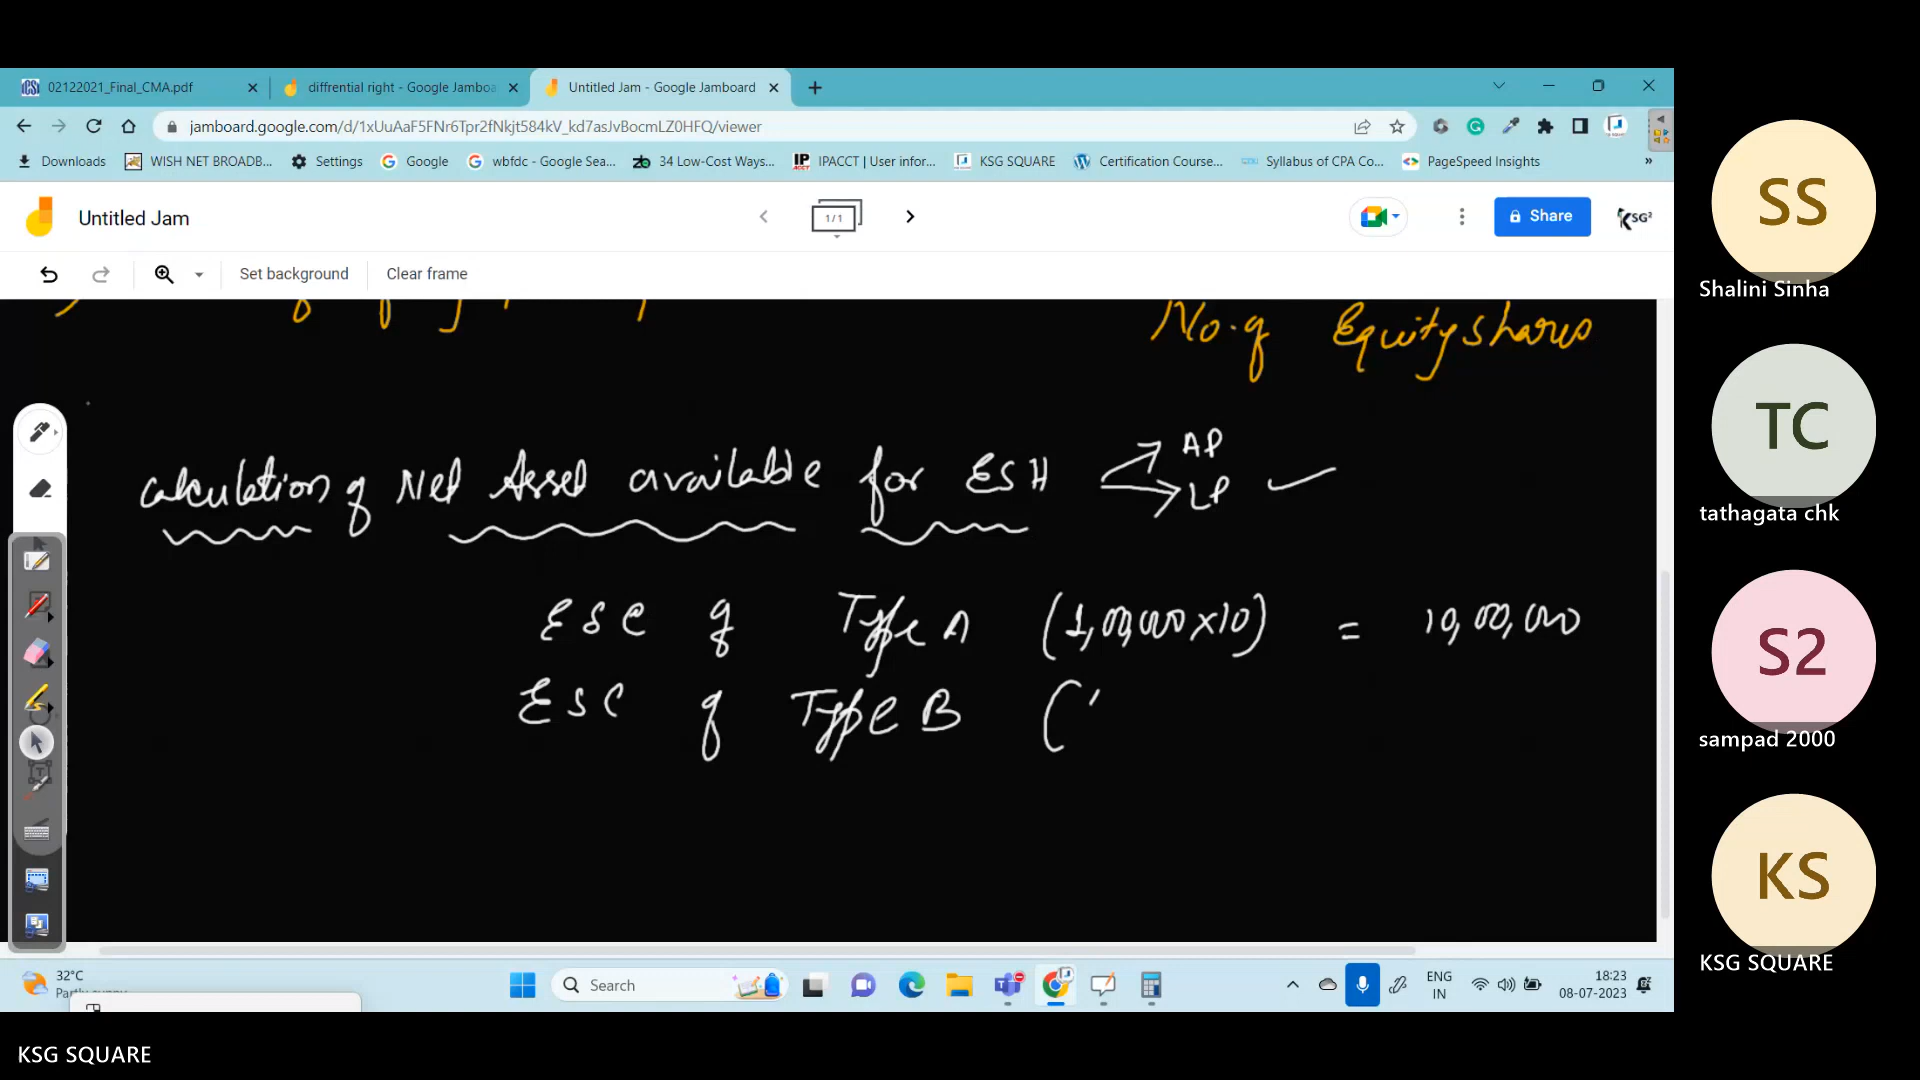 02122021_Final_CMA.pdf
diffrential right - Google Jamboa
Untitled Jam - Google Jamboard
jamboard.google.com/d/1xUuAaF5FNr6Tpr2fNkjt584kV_kd7asJvBocmLZ0HFQ/viewer
Downloads WISH NET BROADB... Settings Google wbfdc - Google Sea... 34 Low-Cost Ways... IPACCT | User infor... KSG SQUARE Certification Course... Syllabus of CPA Co... PageSpeed Insights »
Untitled Jam
1/1
Share
KSG²
Set background Clear frame
No. of Equity shares
calculation of Net Asset available for ESH AP
LP
ESC of Type A (1,00,000×10) = 10,00,000
ESC of Type B (
32°C
Partly sunny
Search
ENG
IN
18:23
08-07-2023
SS
Shalini Sinha
TC
tathagata chk
S2
sampad 2000
KS
KSG SQUARE
KSG SQUARE